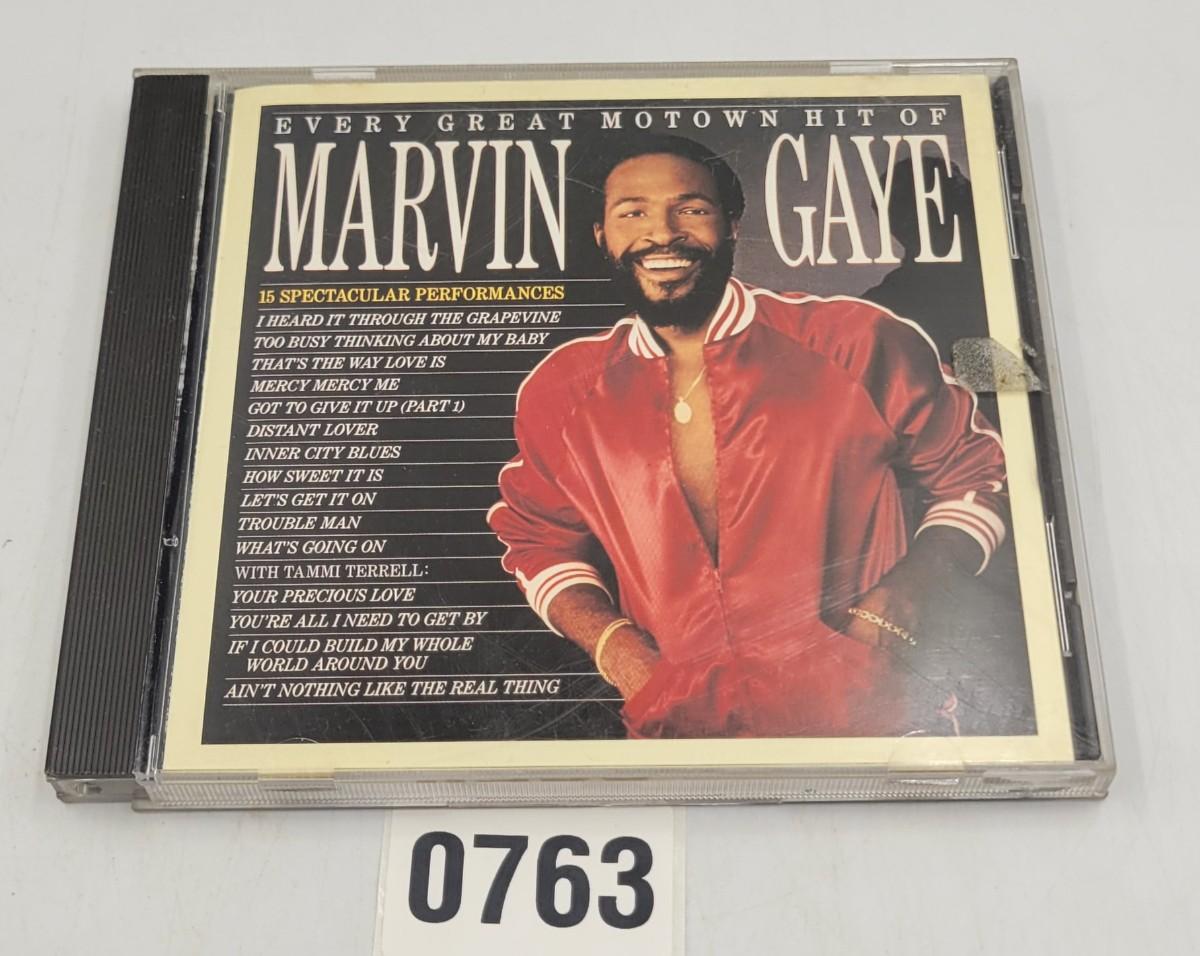 EVERY GREAT MOTOWN HIT OF
MARVIN GAYE
15 SPECTACULAR PERFORMANCES
I HEARD IT THROUGH THE GRAPEVINE
TOO BUSY THINKING ABOUT MY BABY
THAT'S THE WAY LOVE IS
MERCY MERCY ME
GOT TO GIVE IT UP (PART 1)
DISTANT LOVER
INNER CITY BLUES
HOW SWEET IT IS
LET'S GET IT ON
TROUBLE MAN
WHAT'S GOING ON
WITH TAMMI TERRELL:
YOUR PRECIOUS LOVE
YOU'RE ALL I NEED TO GET BY
IF I COULD BUILD MY WHOLE
WORLD AROUND YOU
AIN'T NOTHING LIKE THE REAL THING
0763